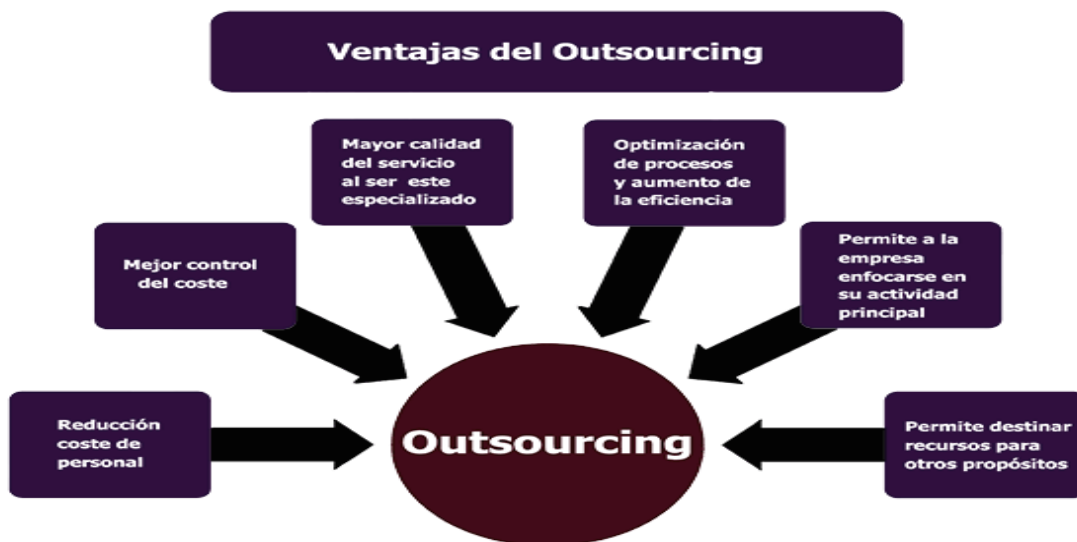 Ventajas del Outsourcing
Mayor calidad
del servicio
al ser este
especializado
Optimización
de procesos
y aumento de
la eficiencia
Mejor control
del coste
Permite a la
empresa
enfocarse en
su actividad
principal
Reducción
coste de
personal
Outsourcing
Permite destinar
recursos para
otros propósitos